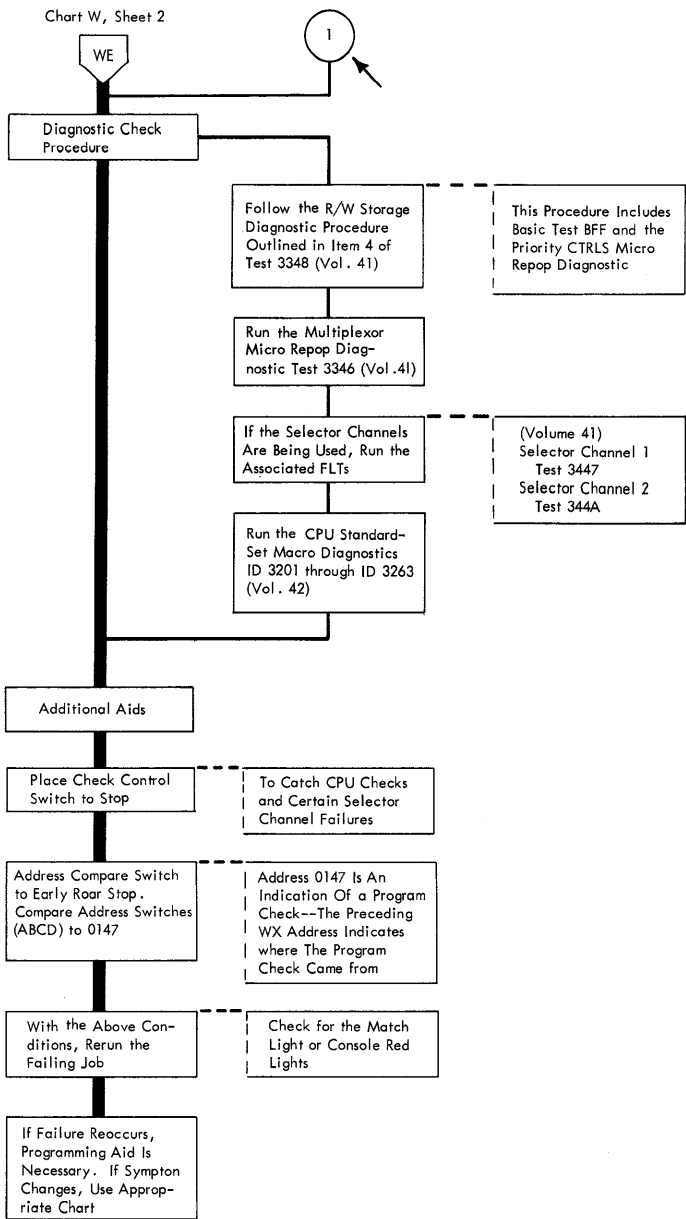 Chart W, Sheet 2
WE
1
Diagnostic Check
Procedure
Follow the R/W Storage
Diagnostic Procedure
Outlined in Item 4 of
Test 3348 (Vol. 41)
This Procedure Includes
Basic Test BFF and the
Priority CTRLS Micro
Repop Diagnostic
Run the Multiplexor
Micro Repop Diag-
nostic Test 3346 (Vol.4l)
If the Selector Channels
Are Being Used, Run the
Associated FLTs
(Volume 41)
Selector Channel 1
Test 3447
Selector Channel 2
Test 344A
Run the CPU Standard-
Set Macro Diagnostics
ID 3201 through ID 3263
(Vol. 42)
Additional Aids
Place Check Control
Switch to Stop
To Catch CPU Checks
and Certain Selector
Channel Failures
Address Compare Switch
to Early Roar Stop.
Compare Address Switches
(ABCD) to 0147
Address 0147 Is An
Indication Of a Program
Check--The Preceding
WX Address Indicates
where The Program
Check Came from
With the Above Con-
ditions, Rerun the
Failing Job
Check for the Match
Light or Console Red
Lights
If Failure Reoccurs,
Programming Aid Is
Necessary. If Sympton
Changes, Use Approp-
riate Chart